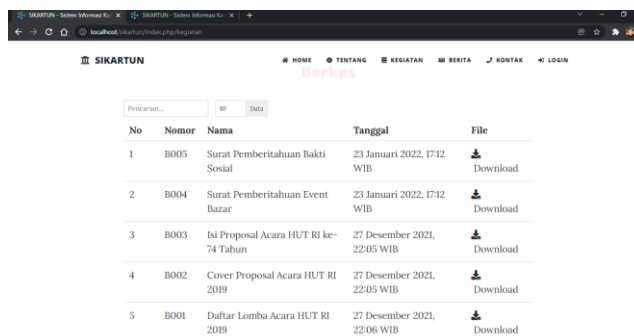 SIKARTUN - Sistem Informasi Ka
SIKARTUN - Sistem Informasi Ka
localhost/sikartun/index.php/kegiatan
SIKARTUN
HOME TENTANG KEGIATAN BERITA KONTAK LOGIN
Berkas
Pencarian... 10 Data
No Nomor Nama Tanggal File
1 B005 Surat Pemberitahuan Bakti Sosial 23 Januari 2022, 17:12 WIB Download
2 B004 Surat Pemberitahuan Event Bazar 23 Januari 2022, 17:12 WIB Download
3 B003 Isi Proposal Acara HUT RI ke-74 Tahun 27 Desember 2021, 22:05 WIB Download
4 B002 Cover Proposal Acara HUT RI 2019 27 Desember 2021, 22:05 WIB Download
5 B001 Daftar Lomba Acara HUT RI 2019 27 Desember 2021, 22:06 WIB Download